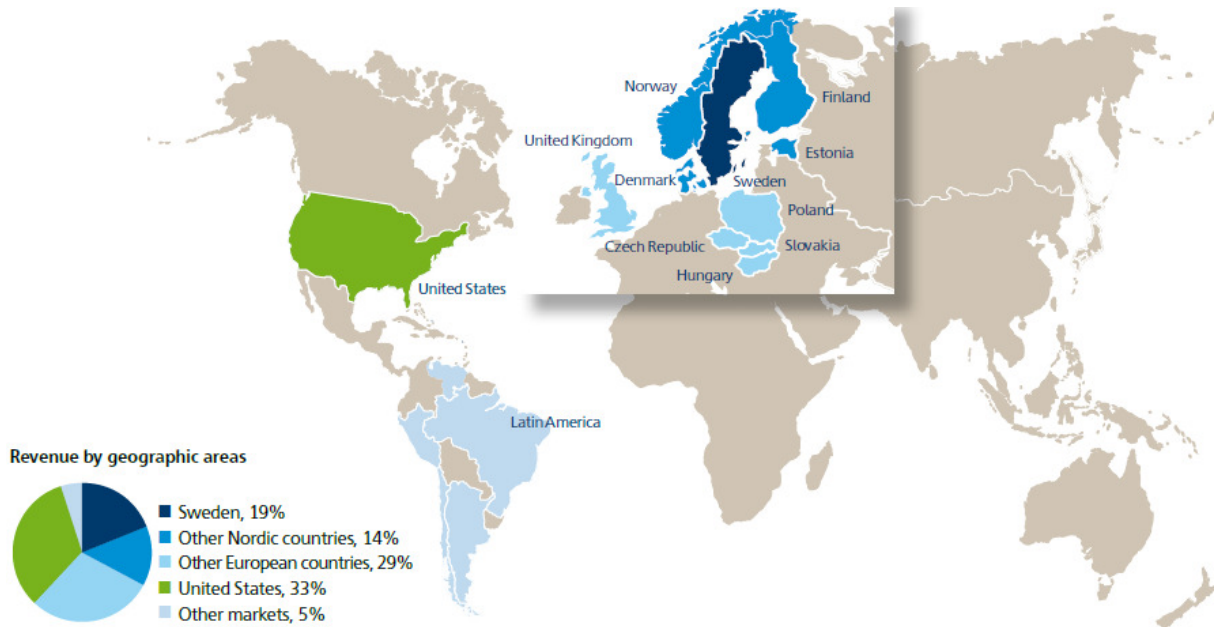 Norway
Finland
United Kingdom
Estonia
Denmark
Sweden
Poland
Czech Republic
Slovakia
Hungary
United States
Latin America
Revenue by geographic areas
Sweden, 19%
Other Nordic countries, 14%
Other European countries, 29%
United States, 33%
Other markets, 5%